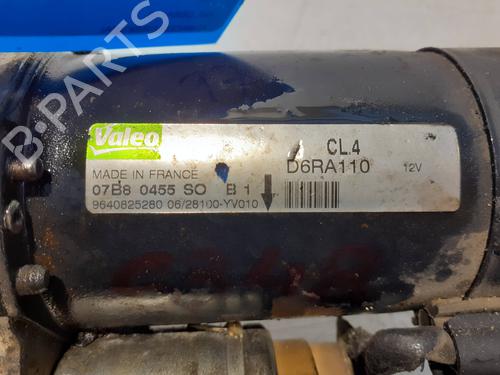 B-PARTS
Valeo
CL4
MADE IN FRANCE
D6RA110 12V
07B8 0455 SO B 1
9640825280 06/28100-YV010